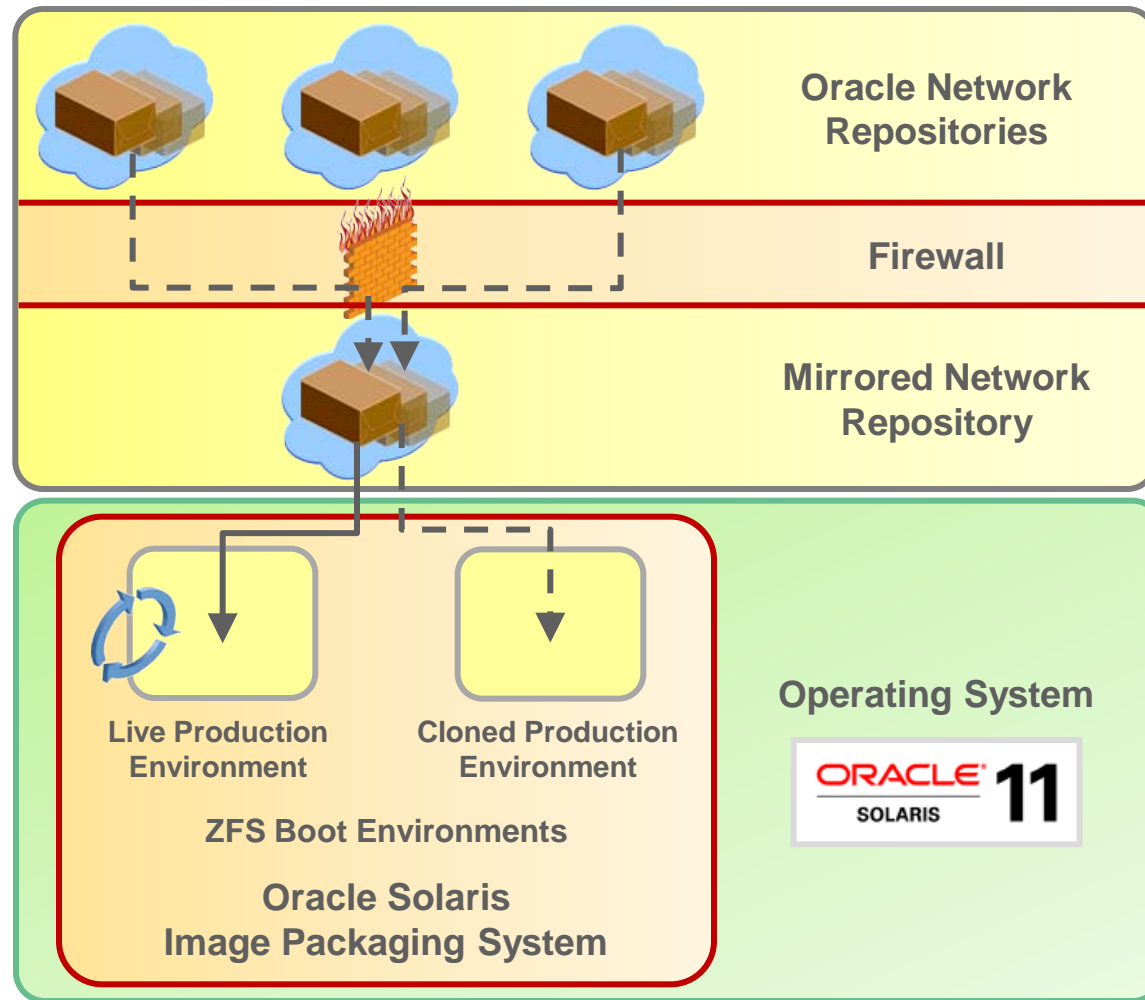 Oracle Network
Repositories
Firewall
Mirrored Network
Repository
Live Production
Environment
Cloned Production
Environment
ZFS Boot Environments
Oracle Solaris
Image Packaging System
Operating System
ORACLE®
SOLARIS
11